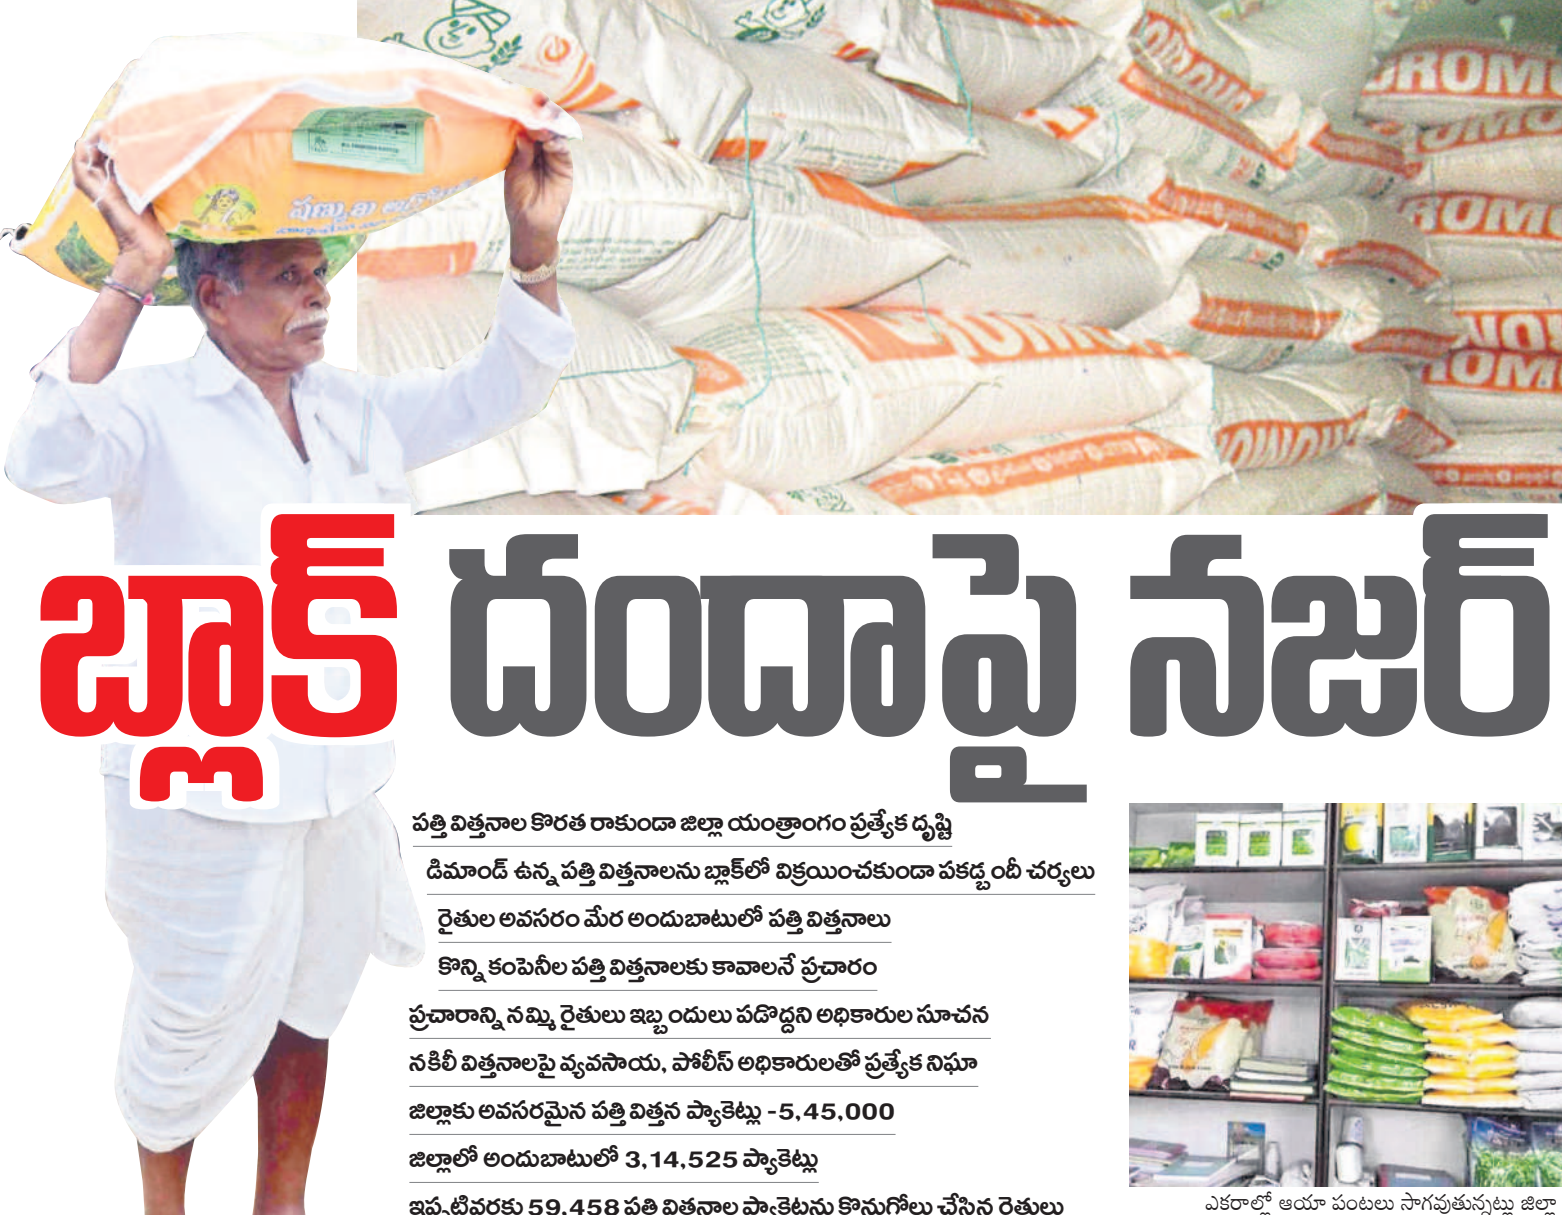 బ్లాక్ దందాపై నజర్
పత్తి విత్తనాల కొరత రాకుండా జిల్లా యంత్రాంగం ప్రత్యేక దృష్టి
డిమాండ్ ఉన్న పత్తి విత్తనాలను బ్లాక్‌లో విక్రయించకుండా పకడ్బందీ చర్యలు
రైతుల అవసరం మేర అందుబాటులో పత్తి విత్తనాలు
కొన్ని కంపెనీల పత్తి విత్తనాలకు కావాలనే ప్రచారం
ప్రచారాన్ని నమ్మి రైతులు ఇబ్బందులు పడొద్దని అధికారుల సూచన
నకిలీ విత్తనాలపై వ్యవసాయ, పోలీస్ అధికారులతో ప్రత్యేక నిఘా
జిల్లాకు అవసరమైన పత్తి విత్తన ప్యాకెట్లు -5,45,000
జిల్లాలో అందుబాటులో 3,14,525 ప్యాకెట్లు
ఇప్పటివరకు 59,458 పత్తి విత్తనాల ప్యాకెట్లను కొనుగోలు చేసిన రైతులు
ఎకరాల్లో ఆయా పంటలు సాగవుతున్నట్లు జిల్లా